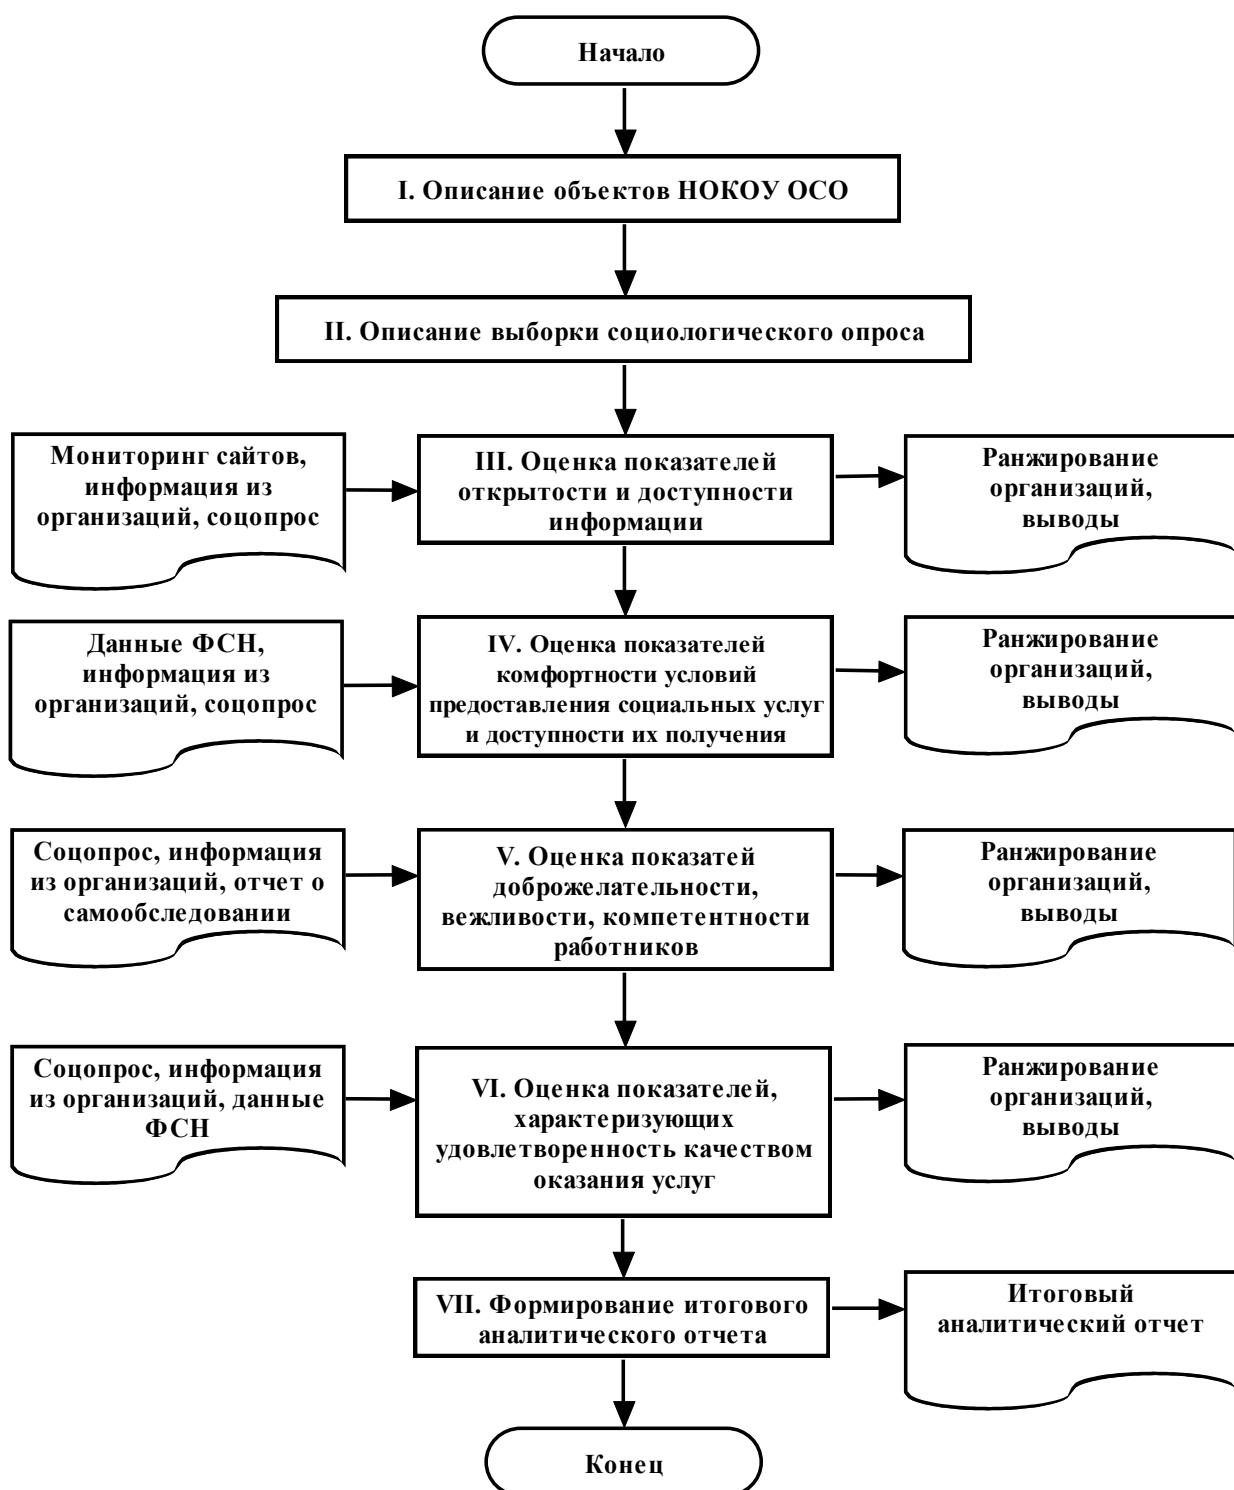 Начало
I. Описание объектов НОКОУ ОСО
II. Описание выборки социологического опроса
Мониторинг сайтов,
информация из
организаций, соцопрос
III. Оценка показателей
открытости и доступности
информации
Ранжирование
организаций,
выводы
Данные ФСН,
информация из
организаций, соцопрос
IV. Оценка показателей
комфортности условий
предоставления социальных услуг
и доступности их получения
Ранжирование
организаций,
выводы
Соцопрос, информация
из организаций, отчет о
самообследовании
V. Оценка показатей
доброжелательности,
вежливости, компетентности
работников
Ранжирование
организаций,
выводы
Соцопрос, информация
из организаций, данные
ФСН
VI. Оценка показателей,
характеризующих
удовлетворенность качеством
оказания услуг
Ранжирование
организаций,
выводы
VII. Формирование итогового
аналитического отчета
Итоговый
аналитический отчет
Конец